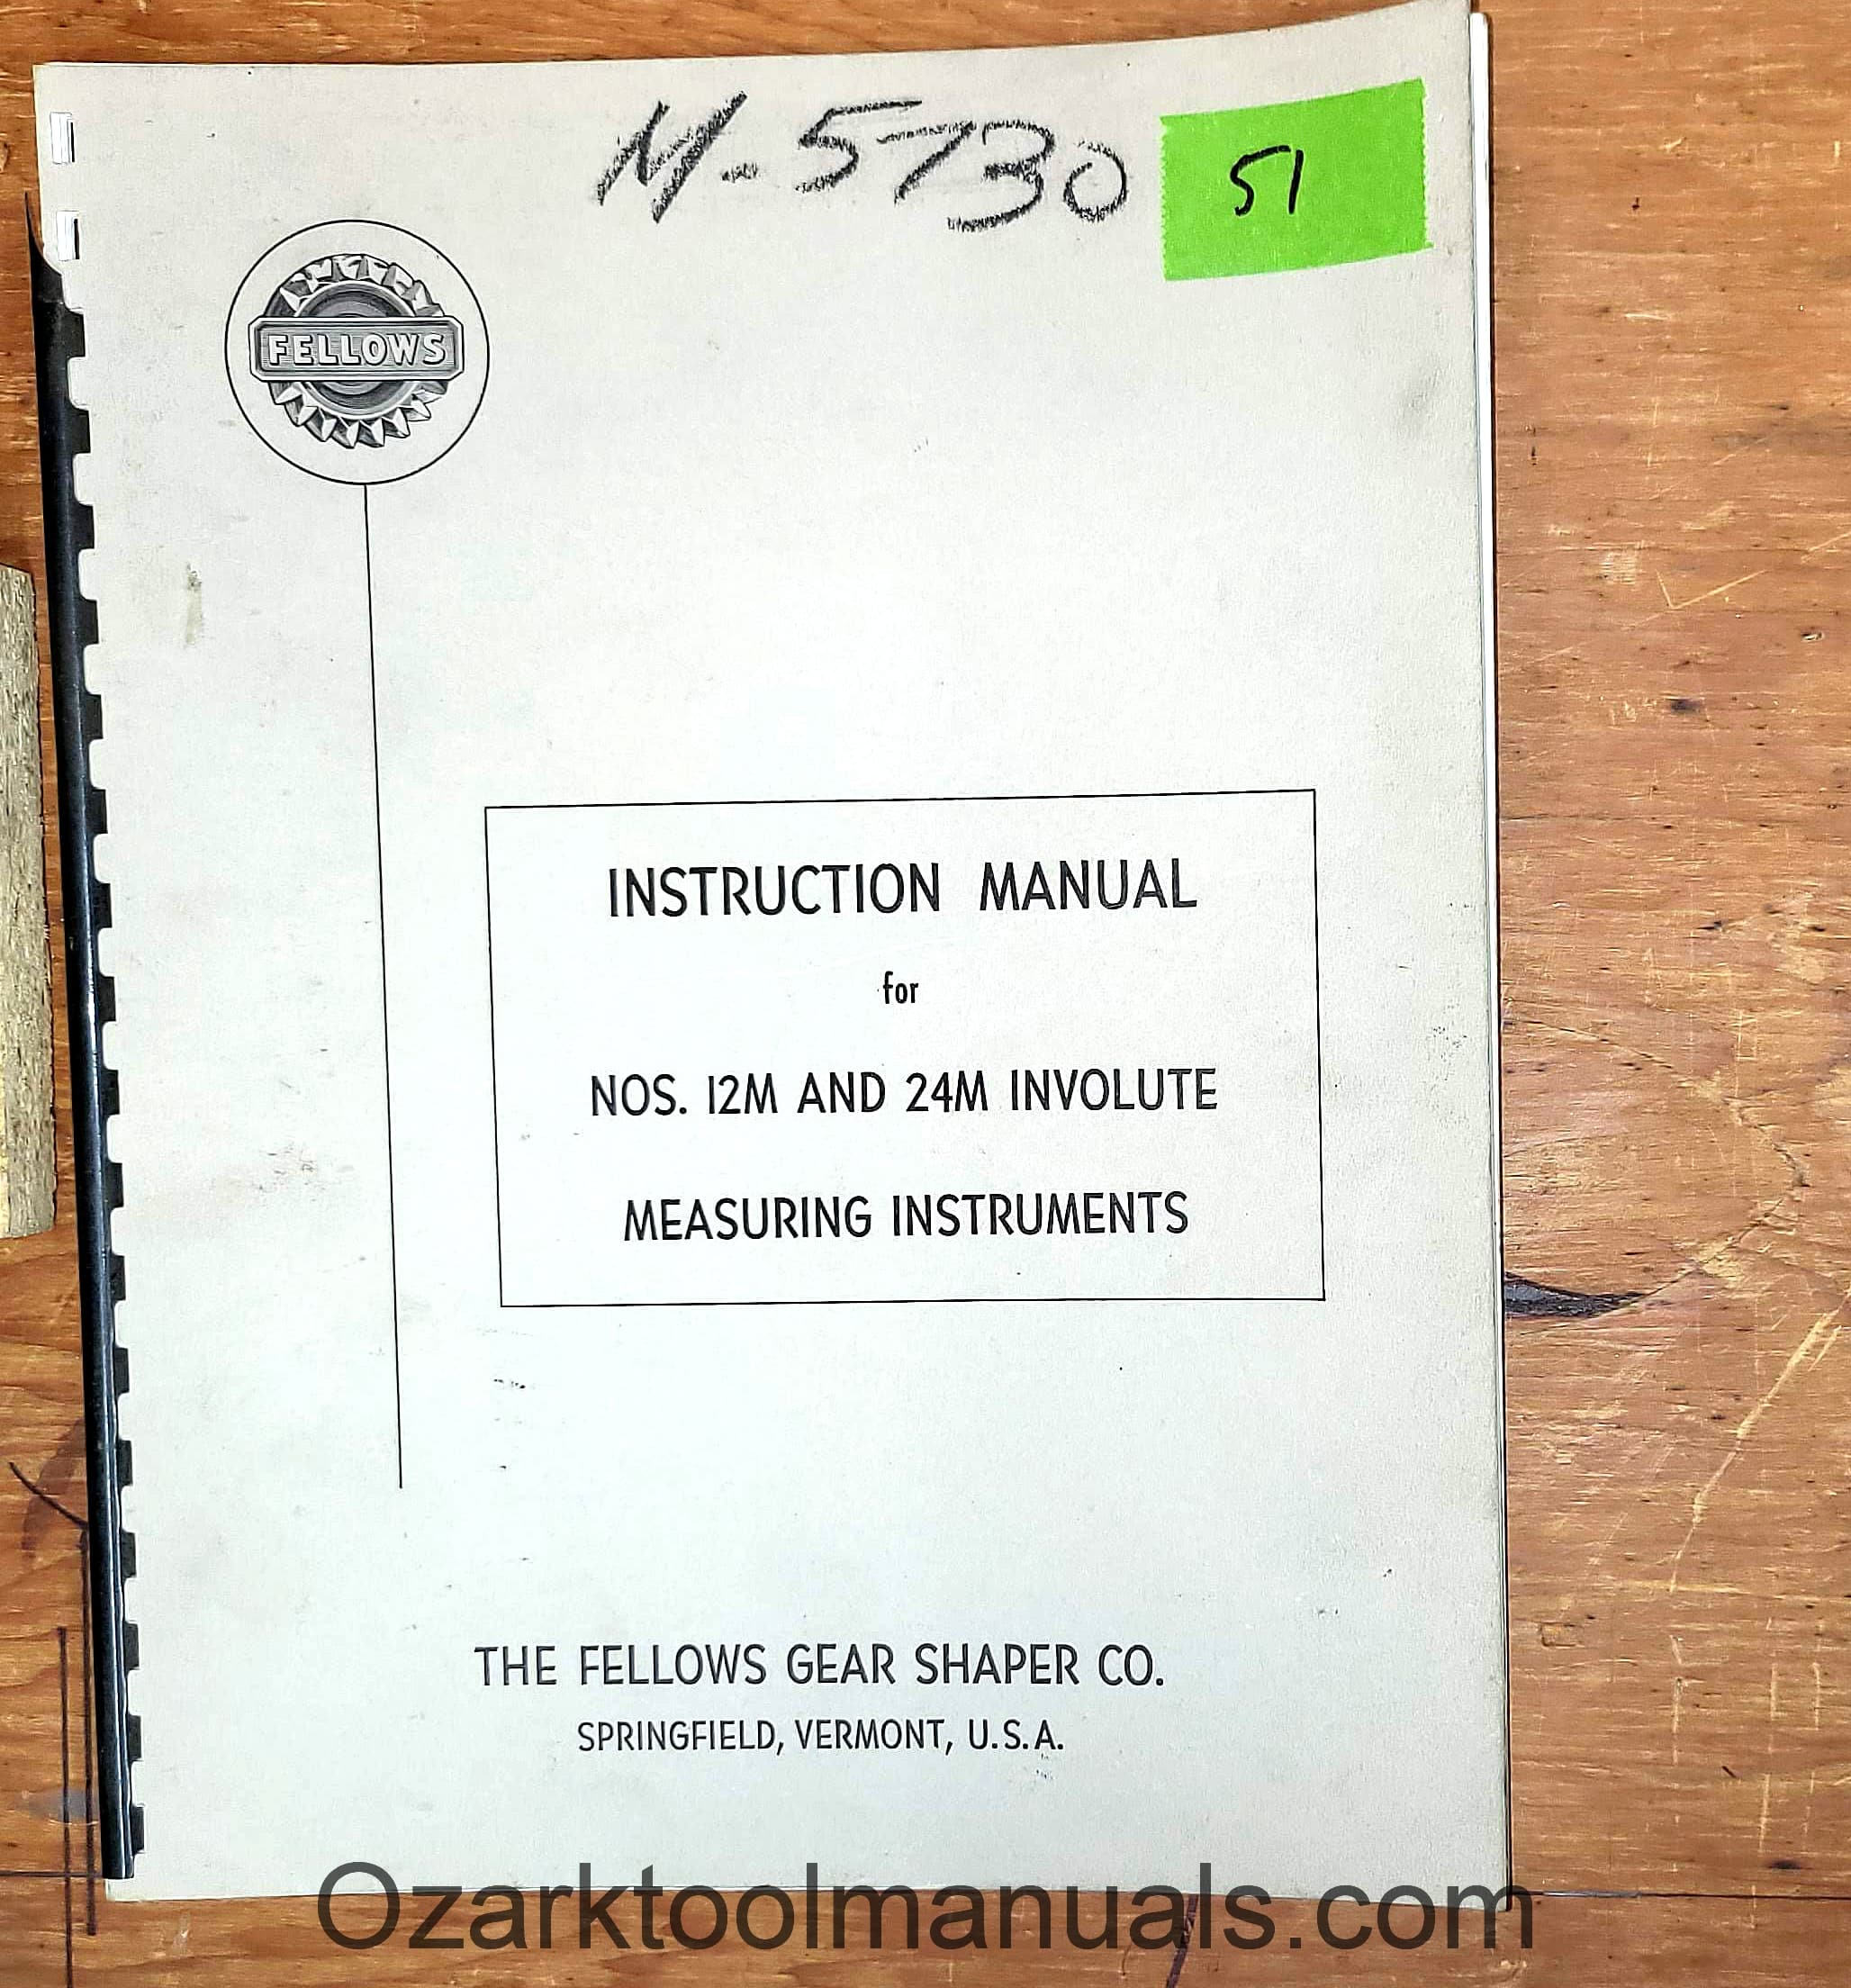 M-5730
51
FELLOWS
INSTRUCTION MANUAL
for
NOS. 12M AND 24M INVOLUTE
MEASURING INSTRUMENTS
THE FELLOWS GEAR SHAPER CO.
SPRINGFIELD, VERMONT, U.S.A.
Ozarktoolmanuals.com